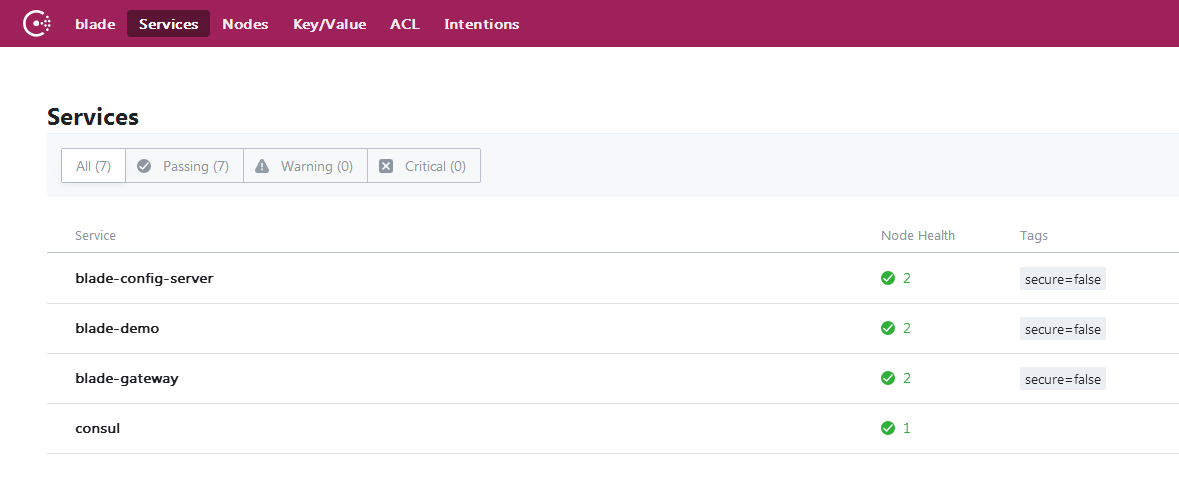 blade Services Nodes Key/Value ACL Intentions
Services
All (7) Passing (7) Warning (0) Critical (0)
Service Node Health Tags
blade-config-server 2 secure=false
blade-demo 2 secure=false
blade-gateway 2 secure=false
consul 1